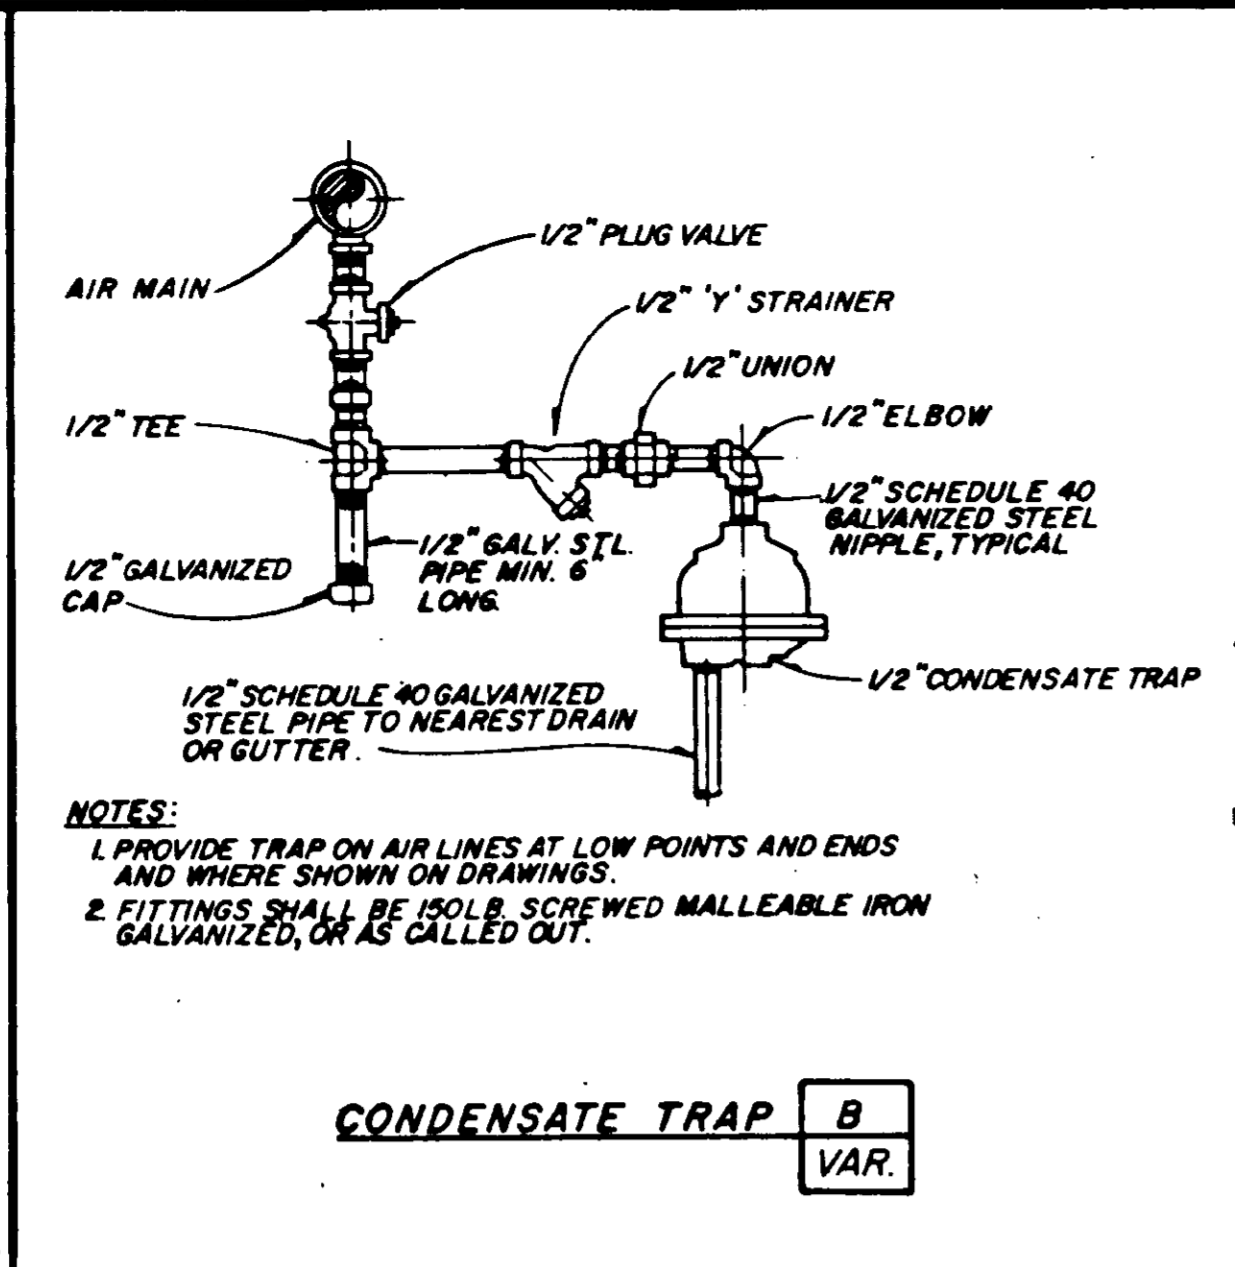 1/2" PLUG VALVE
AIR MAIN
1/2" 'Y' STRAINER
1/2" UNION
1/2" TEE
1/2" ELBOW
1/2" SCHEDULE 40
GALVANIZED STEEL
NIPPLE, TYPICAL
1/2" GALV. STL.
PIPE MIN. 6"
LONG.
1/2" GALVANIZED
CAP
1/2" CONDENSATE TRAP
1/2" SCHEDULE 40 GALVANIZED
STEEL PIPE TO NEAREST DRAIN
OR GUTTER.
NOTES:
1. PROVIDE TRAP ON AIR LINES AT LOW POINTS AND ENDS
AND WHERE SHOWN ON DRAWINGS.
2. FITTINGS SHALL BE 150LB. SCREWED MALLEABLE IRON
GALVANIZED, OR AS CALLED OUT.
CONDENSATE TRAP
B
VAR.